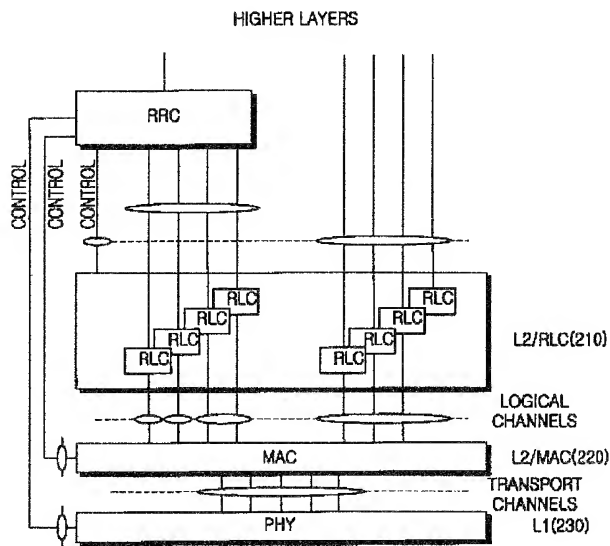 HIGHER LAYERS
RRC
CONTROL
CONTROL
CONTROL
RLC
RLC
RLC
RLC
RLC
RLC
RLC
RLC
L2/RLC(210)
LOGICAL
CHANNELS
MAC
L2/MAC(220)
TRANSPORT
CHANNELS
PHY
L1(230)